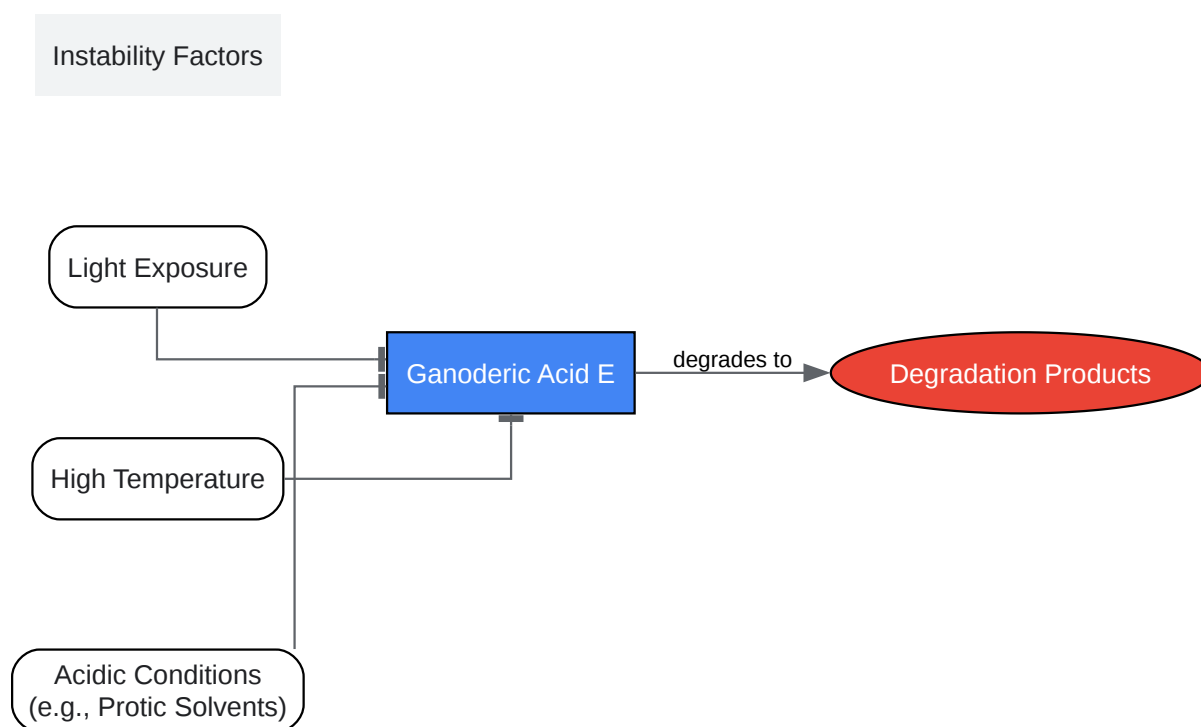 Instability Factors
Light Exposure
Ganoderic Acid E
degrades to
Degradation Products
High Temperature
Acidic Conditions
(e.g., Protic Solvents)